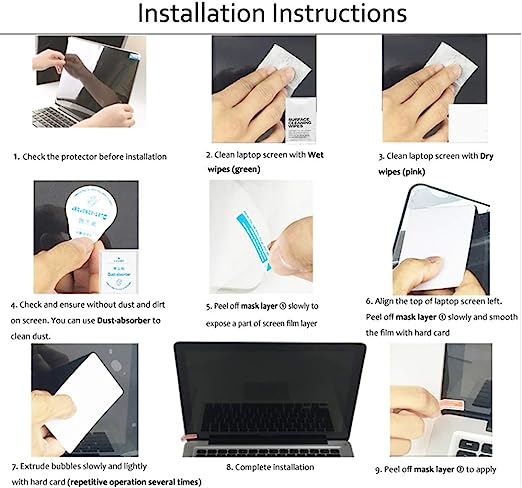 Installation Instructions
1. Check the protector before installation
2. Clean laptop screen with Wet
wipes (green)
3. Clean laptop screen with Dry
wipes (pink)
SURFACE
CLEANING
WIPES
Dust-absorber
Dust-absorber
4. Check and ensure without dust and dirt
on screen. You can use Dust-absorber to
clean dust.
5. Peel off mask layer ① slowly to
expose a part of screen film layer
6. Align the top of laptop screen left.
Peel off mask layer ① slowly and smooth
the film with hard card
7. Extrude bubbles slowly and lightly
with hard card (repetitive operation several times)
8. Complete installation
9. Peel off mask layer ② to apply